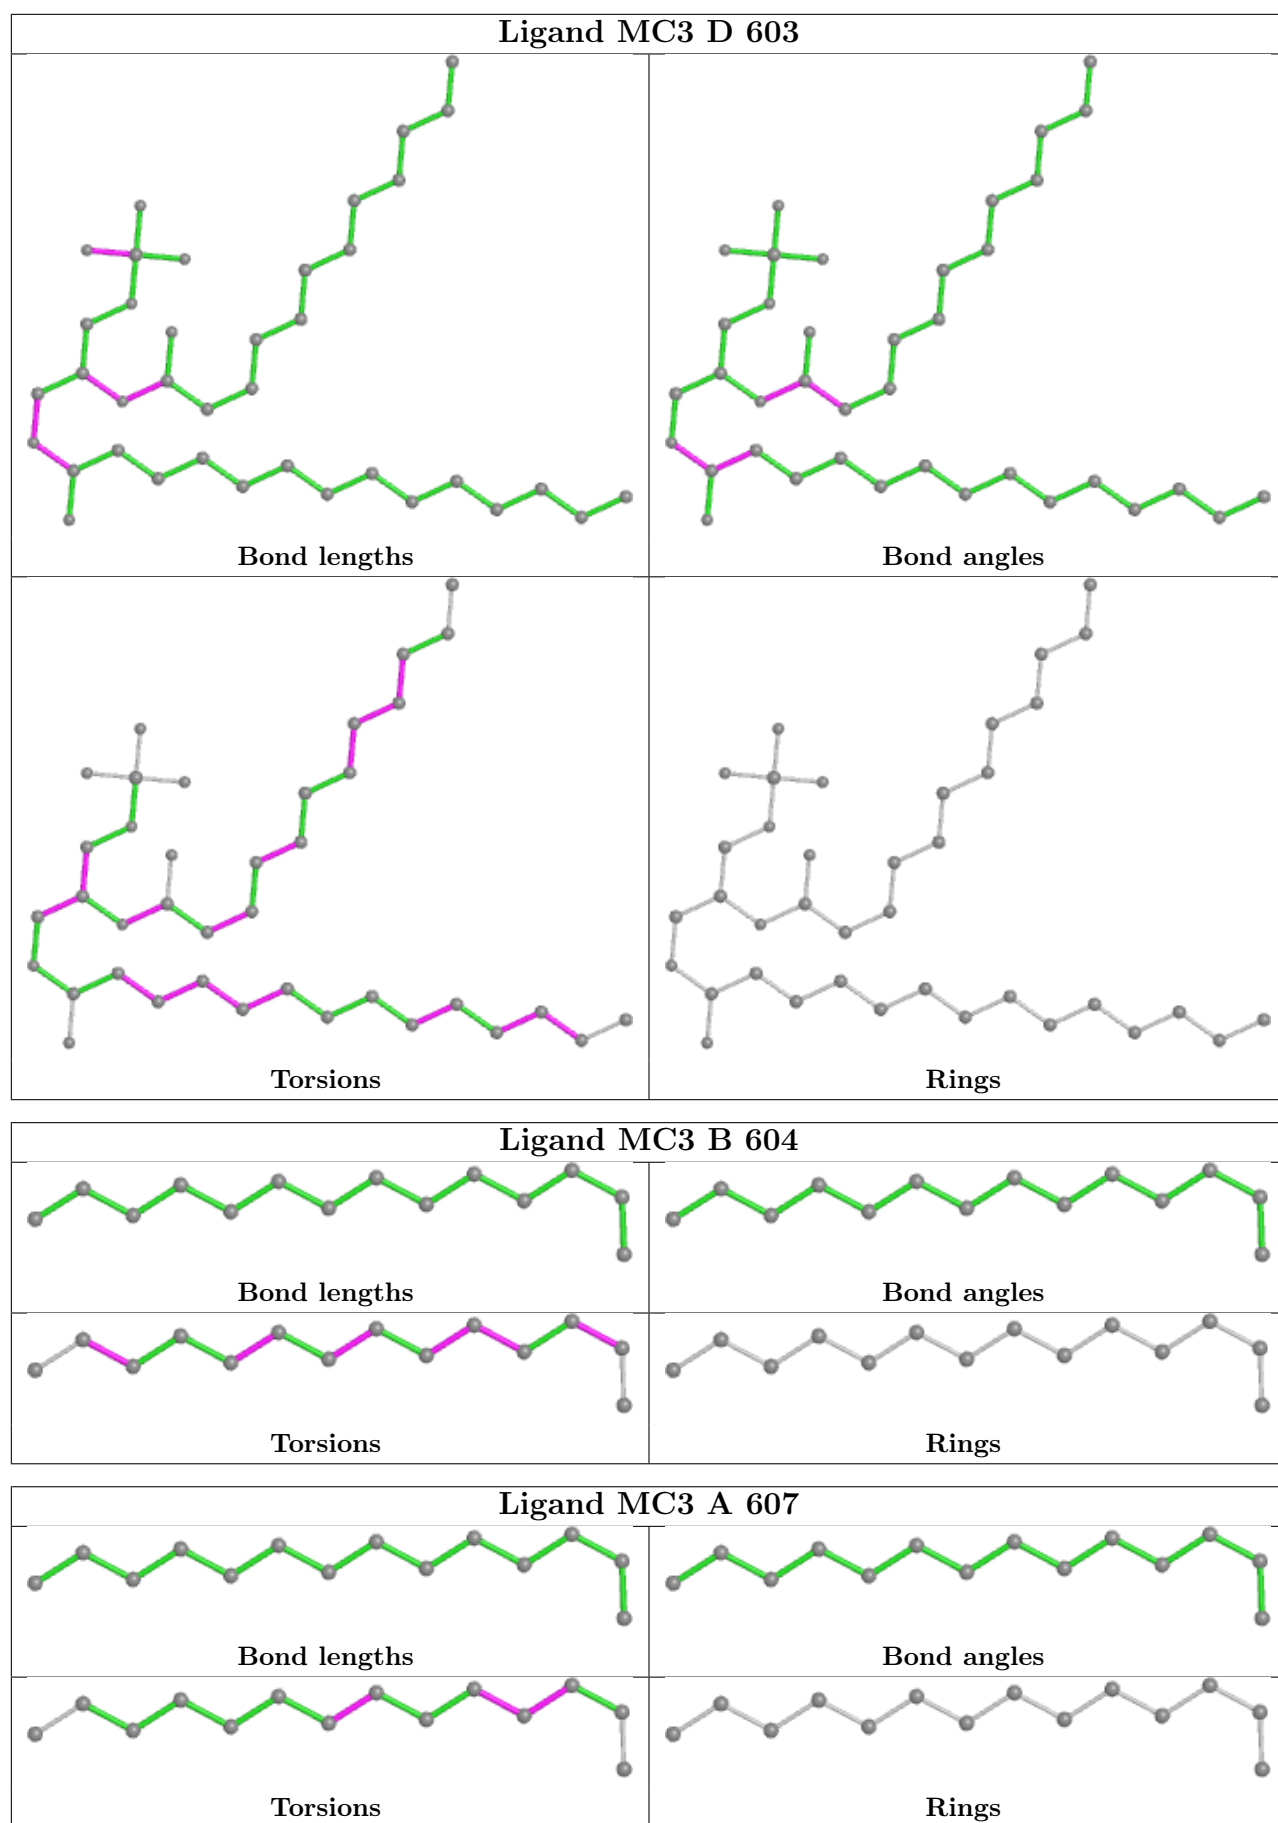 Ligand MC3 D 603
Bond lengths
Bond angles
Torsions
Rings
Ligand MC3 B 604
Bond lengths
Bond angles
Torsions
Rings
Ligand MC3 A 607
Bond lengths
Bond angles
Torsions
Rings